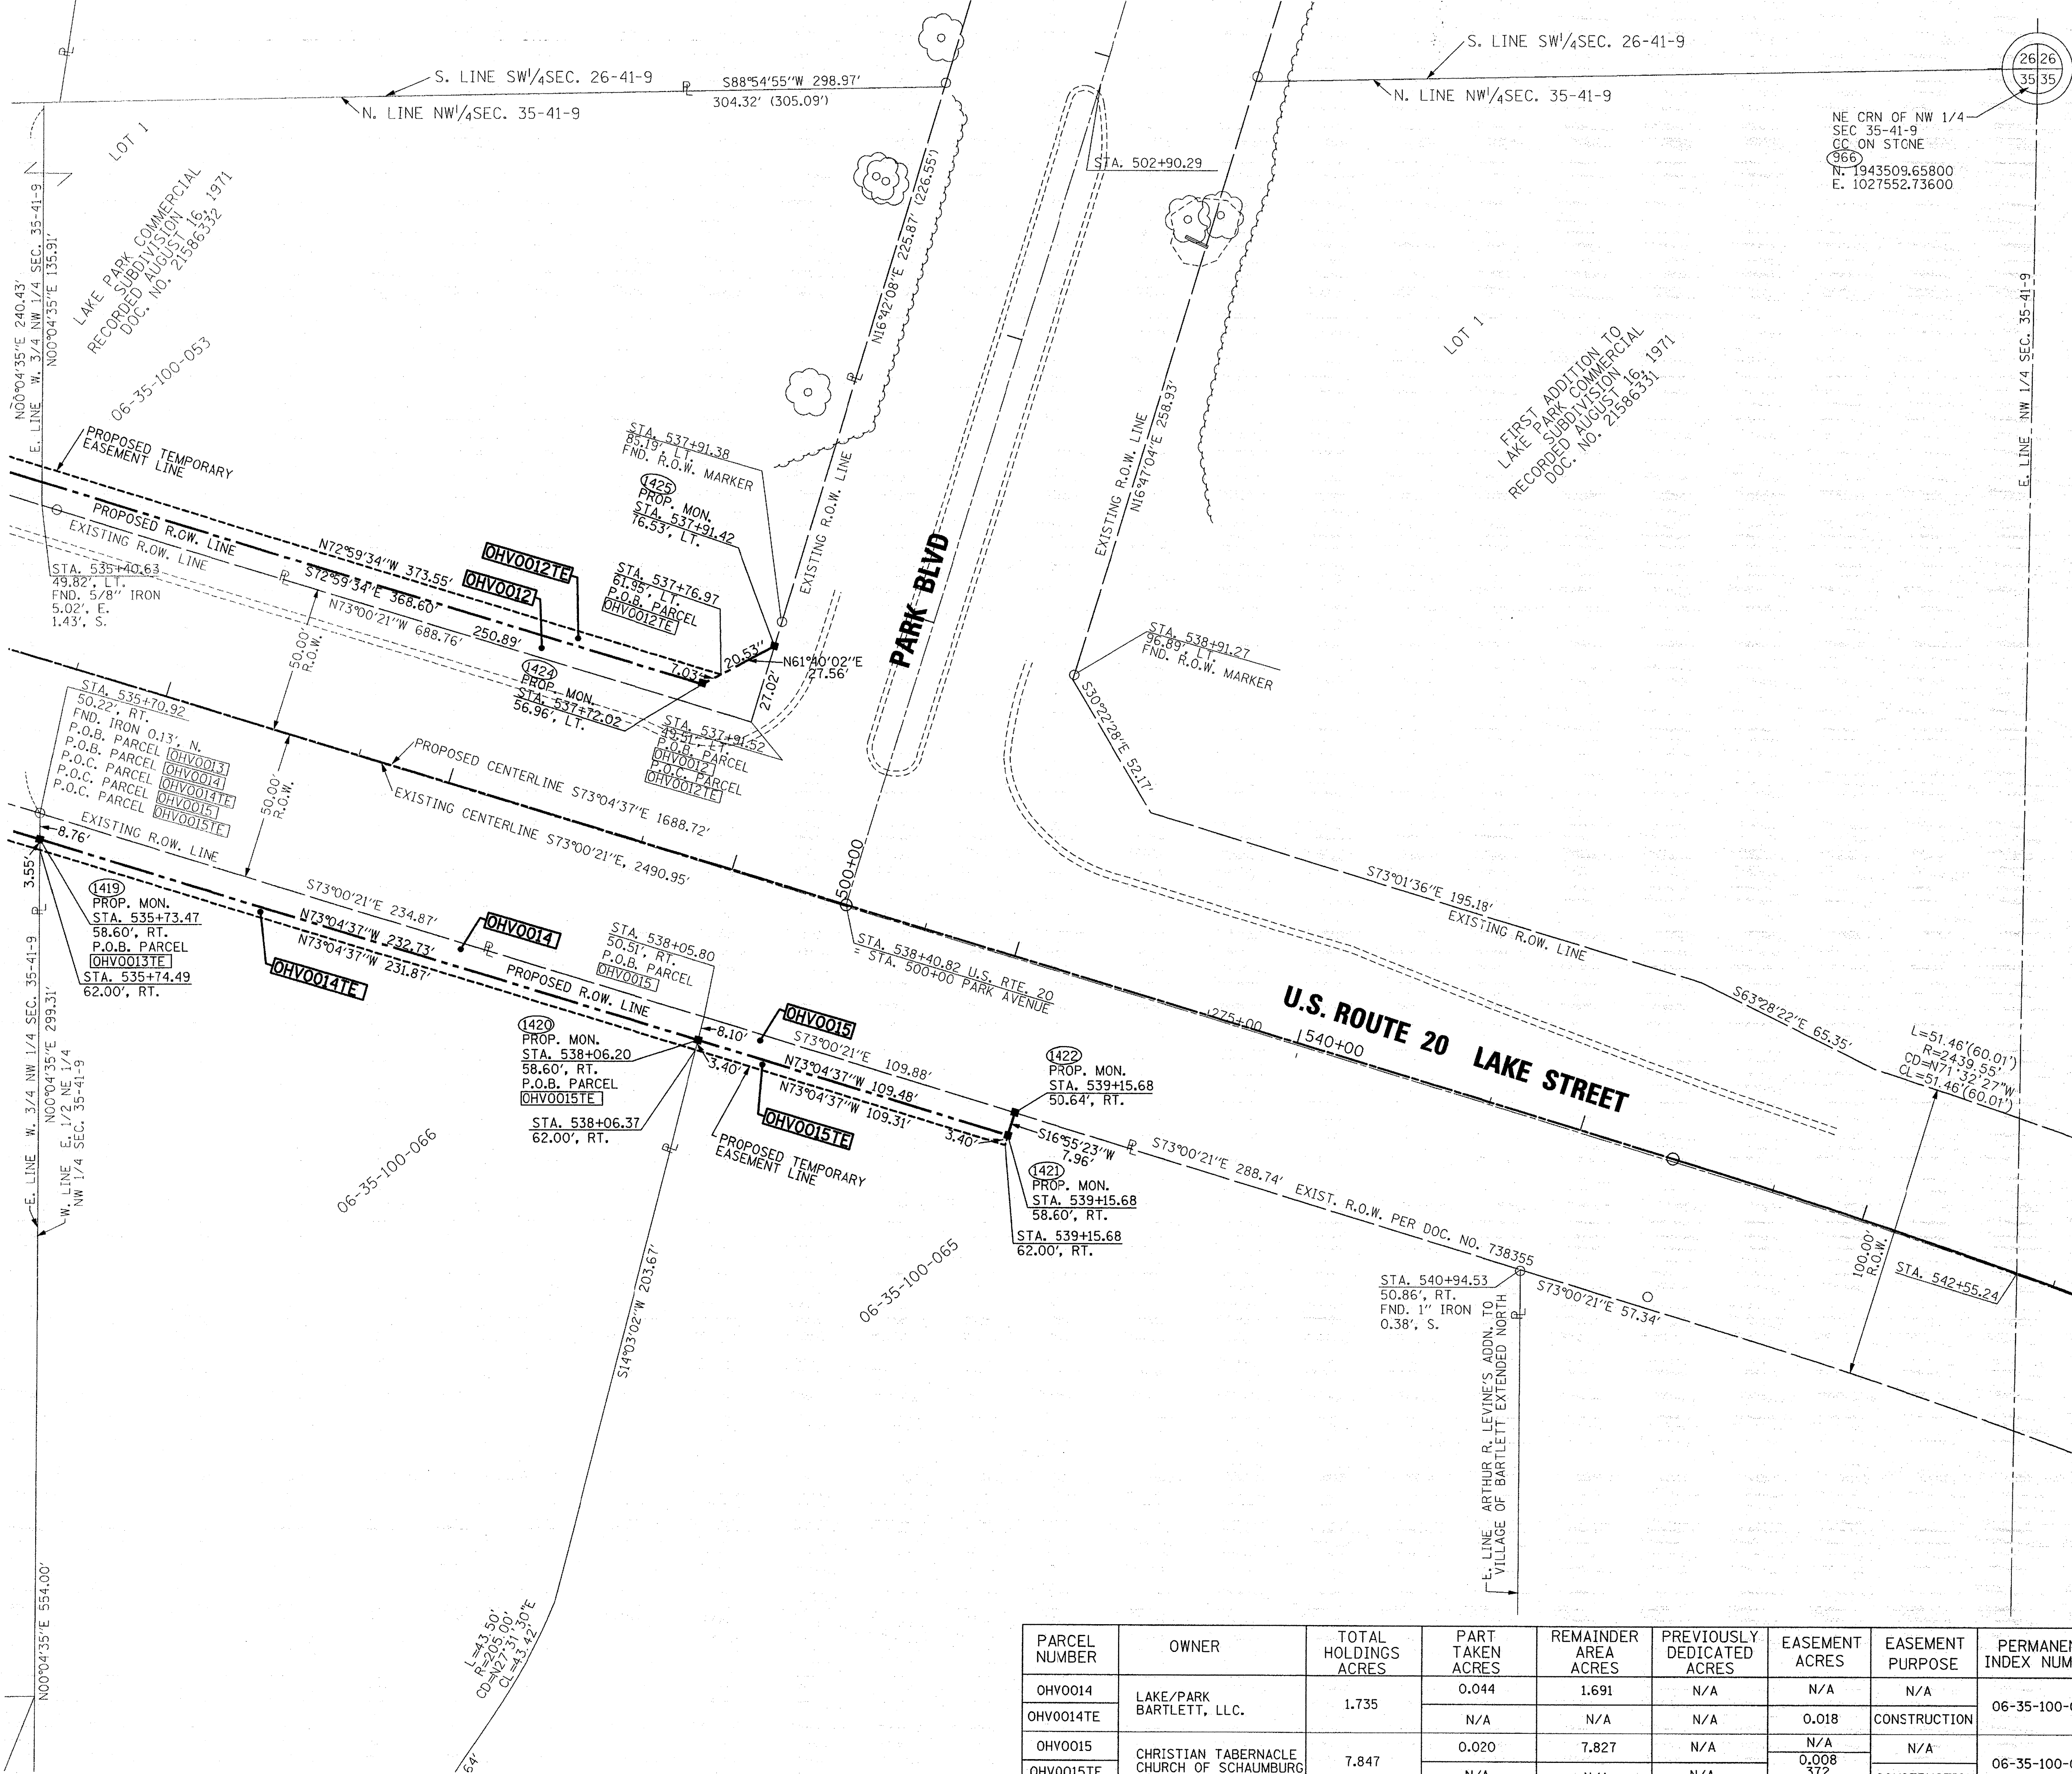 S. LINE SW1/4SEC. 26-41-9
N. LINE NW1/4SEC. 35-41-9
S88°54'55"W 298.97'
304.32' (305.09')
S. LINE SW1/4SEC. 26-41-9
N. LINE NW1/4SEC. 35-41-9
26 26
35 35
NE CRN OF NW 1/4
SEC 35-41-9
CC ON STONE
966
N. 1943509.65800
E. 1027552.73600
STA. 502+90.29
LOT 1
LAKE PARK COMMERCIAL
SUBDIVISION
RECORDED AUGUST 16, 1971
DOC. NO. 21586332
06-35-100-053
N00°04'35"E 240.43'
E. LINE W. 3/4 NW 1/4 SEC. 35-41-9
N00°04'35"E 135.91'
N16°42'08"E 225.87' (226.55')
EXISTING R.O.W. LINE
EXISTING R.O.W. LINE
N16°47'04"E 258.93'
LOT 1
FIRST ADDITION TO
LAKE PARK COMMERCIAL
SUBDIVISION
RECORDED AUGUST 16, 1971
DOC. NO. 21586331
E. LINE NW 1/4 SEC. 35-41-9
PROPOSED TEMPORARY
EASEMENT LINE
PROPOSED R.O.W. LINE
EXISTING R.O.W. LINE
STA. 535+40.63
49.82', LT.
FND. 5/8" IRON
5.02', E.
1.43', S.
N72°59'34"W 373.55'
S72°59'34"E 368.60'
N73°00'21"W 688.76'
250.89'
OHV0012TE
OHV0012
STA. 537+91.38
85.19', LT.
FND. R.O.W. MARKER
1425
PROP. MON.
STA. 537+91.42
76.53', LT.
STA. 537+76.97
61.95', LT.
P.O.B. PARCEL
OHV0012TE
7.03'
20.53"
N61°40'02"E
27.56'
27.02'
1424
PROP. MON.
STA. 537+72.02
56.96', LT.
STA. 537+91.52
49.51', LT.
P.O.B. PARCEL
OHV0012
P.O.C. PARCEL
OHV0012TE
PARK BLVD
STA. 538+91.27
96.89', LT.
FND. R.O.W. MARKER
S30°22'28"E 52.17'
50.00'
R.O.W.
50.00'
R.O.W.
STA. 535+70.92
50.22', RT.
FND. IRON 0.13', N.
P.O.B. PARCEL OHV0013
P.O.B. PARCEL OHV0014
P.O.C. PARCEL OHV0014TE
P.O.C. PARCEL OHV0015
P.O.C. PARCEL OHV0015TE
EXISTING R.O.W. LINE
PROPOSED CENTERLINE S73°04'37"E 1688.72'
EXISTING CENTERLINE S73°00'21"E, 2490.95'
500+00
STA. 538+40.82 U.S. RTE. 20
= STA. 500+00 PARK AVENUE
S73°01'36"E 195.18'
EXISTING R.O.W. LINE
S63°28'22"E 65.35'
L=51.46'(60.01')
R=2439.55'
CD=N71°32'27"W
CL=51.46'(60.01')
275+00
540+00
U.S. ROUTE 20 LAKE STREET
8.76'
3.55'
1419
PROP. MON.
STA. 535+73.47
58.60', RT.
P.O.B. PARCEL
OHV0013TE
STA. 535+74.49
62.00', RT.
S73°00'21"E 234.87'
N73°04'37"W 232.73'
N73°04'37"W 231.87'
OHV0014
OHV0014TE
STA. 538+05.80
50.51', RT.
P.O.B. PARCEL
OHV0015
PROPOSED R.O.W. LINE
1420
PROP. MON.
STA. 538+06.20
58.60', RT.
P.O.B. PARCEL
OHV0015TE
STA. 538+06.37
62.00', RT.
8.10'
3.40'
OHV0015
S73°00'21"E 109.88'
N73°04'37"W 109.48'
N73°04'37"W 109.31'
OHV0015TE
PROPOSED TEMPORARY
EASEMENT LINE
1422
PROP. MON.
STA. 539+15.68
50.64', RT.
3.40'
S16°55'23"W
7.96'
1421
PROP. MON.
STA. 539+15.68
58.60', RT.
STA. 539+15.68
62.00', RT.
S73°00'21"E 288.74' EXIST. R.O.W. PER DOC. NO. 738355
STA. 540+94.53
50.86', RT.
FND. 1" IRON
0.38', S.
S73°00'21"E 57.34'
100.00'
R.O.W.
STA. 542+55.24
E. LINE W. 3/4 NW 1/4 SEC. 35-41-9
N00°04'35"E 299.31'
W. LINE E. 1/2 NE 1/4
NW 1/4 SEC. 35-41-9
06-35-100-066
06-35-100-065
S14°03'02"W 203.67'
E. LINE ARTHUR R. LEVINE'S ADDN. TO
VILLAGE OF BARTLETT EXTENDED NORTH
N00°04'35"E 554.00'
L=43.50'
R=205.00'
CD=N27°31'30"E
CL=43.42'
PARCEL NUMBER OWNER TOTAL HOLDINGS ACRES PART TAKEN ACRES REMAINDER AREA ACRES PREVIOUSLY DEDICATED ACRES EASEMENT ACRES EASEMENT PURPOSE
OHV0014 LAKE/PARK BARTLETT, LLC. 1.735 0.044 1.691 N/A N/A N/A
OHV0014TE N/A N/A N/A 0.018 CONSTRUCTION
OHV0015 CHRISTIAN TABERNACLE CHURCH OF SCHAUMBURG 7.847 0.020 7.827 N/A N/A N/A
OHV0015TE N/A N/A N/A 0.008